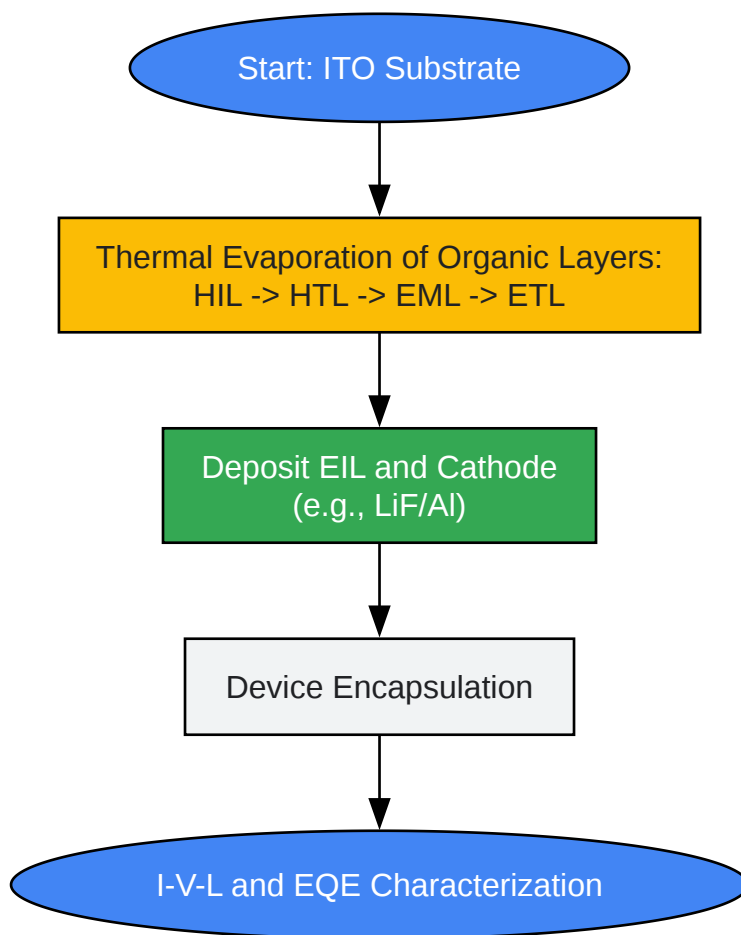 Start: ITO Substrate
Thermal Evaporation of Organic Layers:
HIL -> HTL -> EML -> ETL
Deposit EIL and Cathode
(e.g., LiF/Al)
Device Encapsulation
I-V-L and EQE Characterization